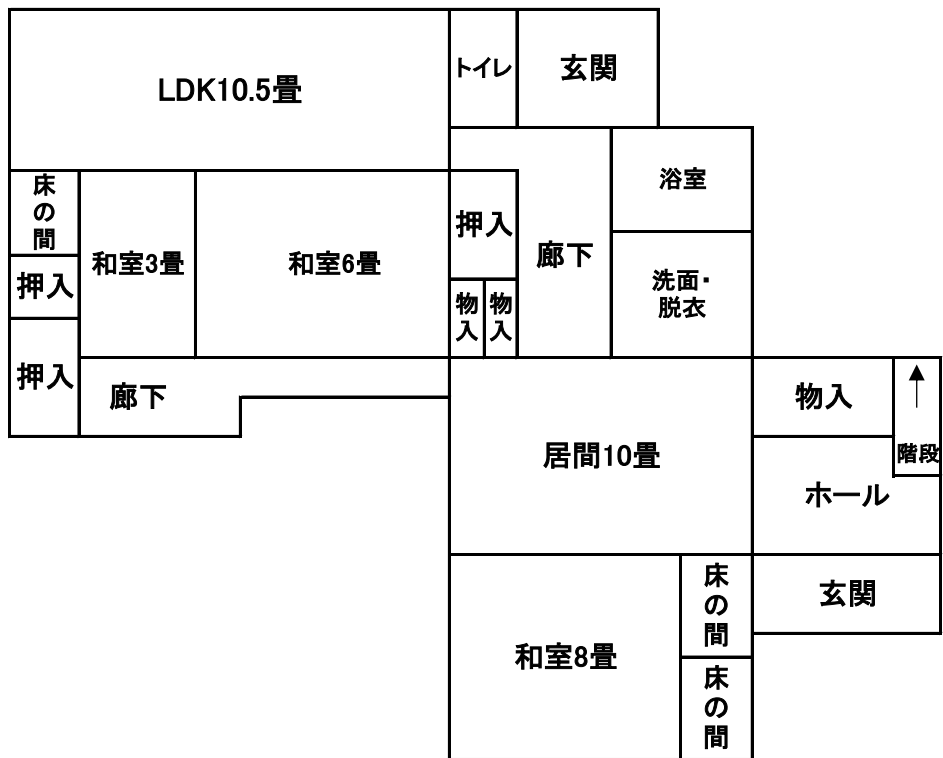 LDK10.5畳
トイレ
玄関
床の間
和室3畳
和室6畳
押入
廊下
浴室
押入
物入
物入
洗面・
脱衣
押入
廊下
居間10畳
物入
階段
ホール
和室8畳
床の間
玄関
床の間